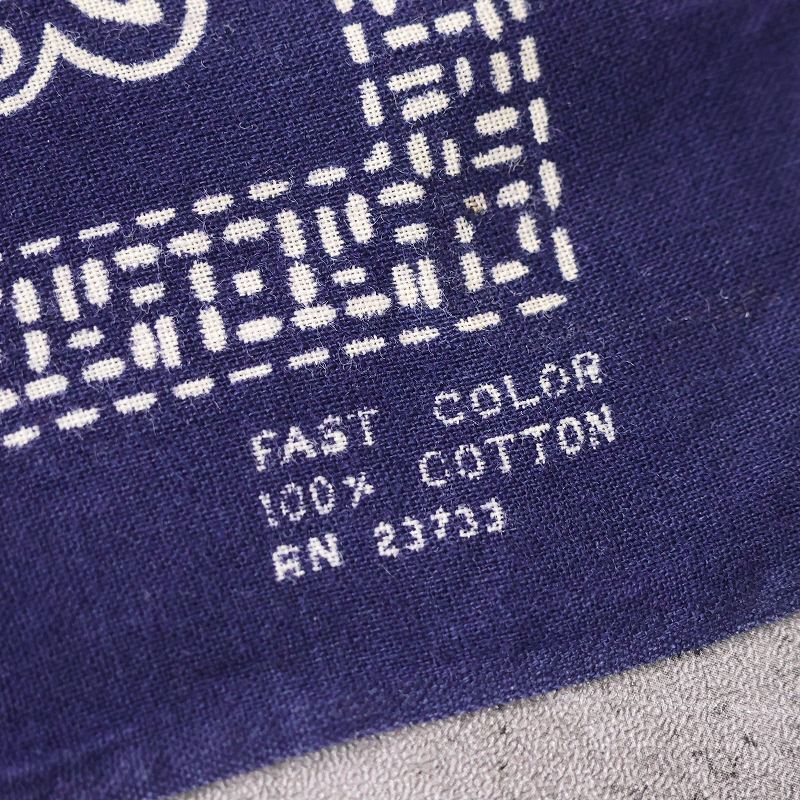 FAST COLOR
100% COTTON
RN 23733